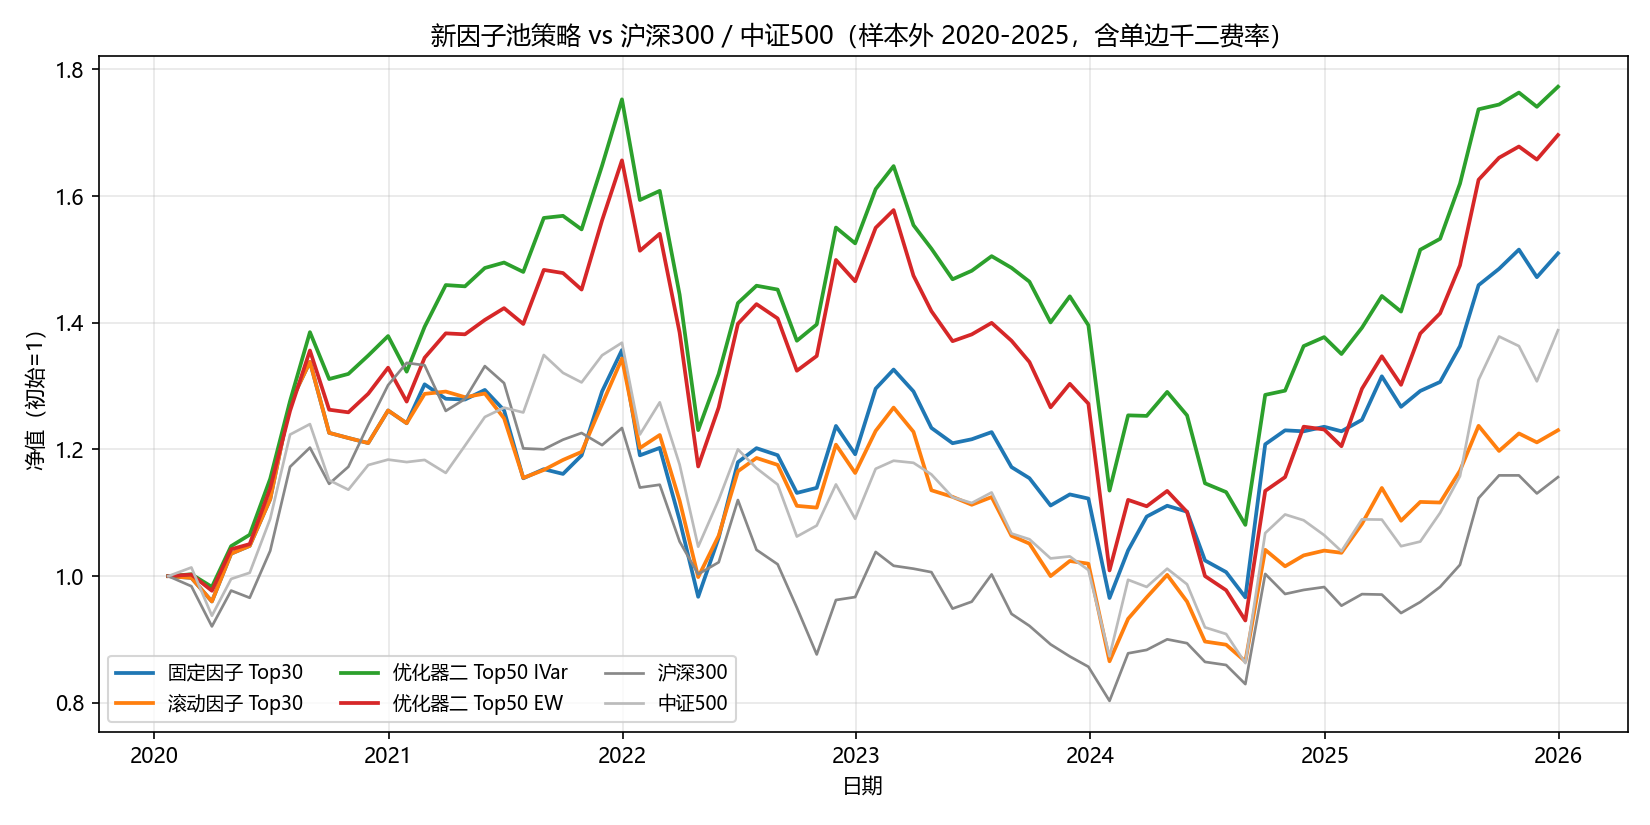 新因子池策略 vs 沪深300 / 中证500（样本外 2020-2025，含单边千二费率）
净值（初始=1）
1.8
1.6
1.4
1.2
1.0
0.8
固定因子 Top30
滚动因子 Top30
优化器二 Top50 IVar
优化器二 Top50 EW
沪深300
中证500
2020 2021 2022 2023 2024 2025 2026
日期